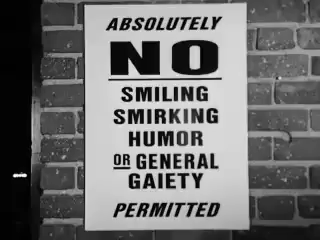 ABSOLUTELY
NO
SMILING
SMIRKING
HUMOR
OR GENERAL
GAIETY
PERMITTED